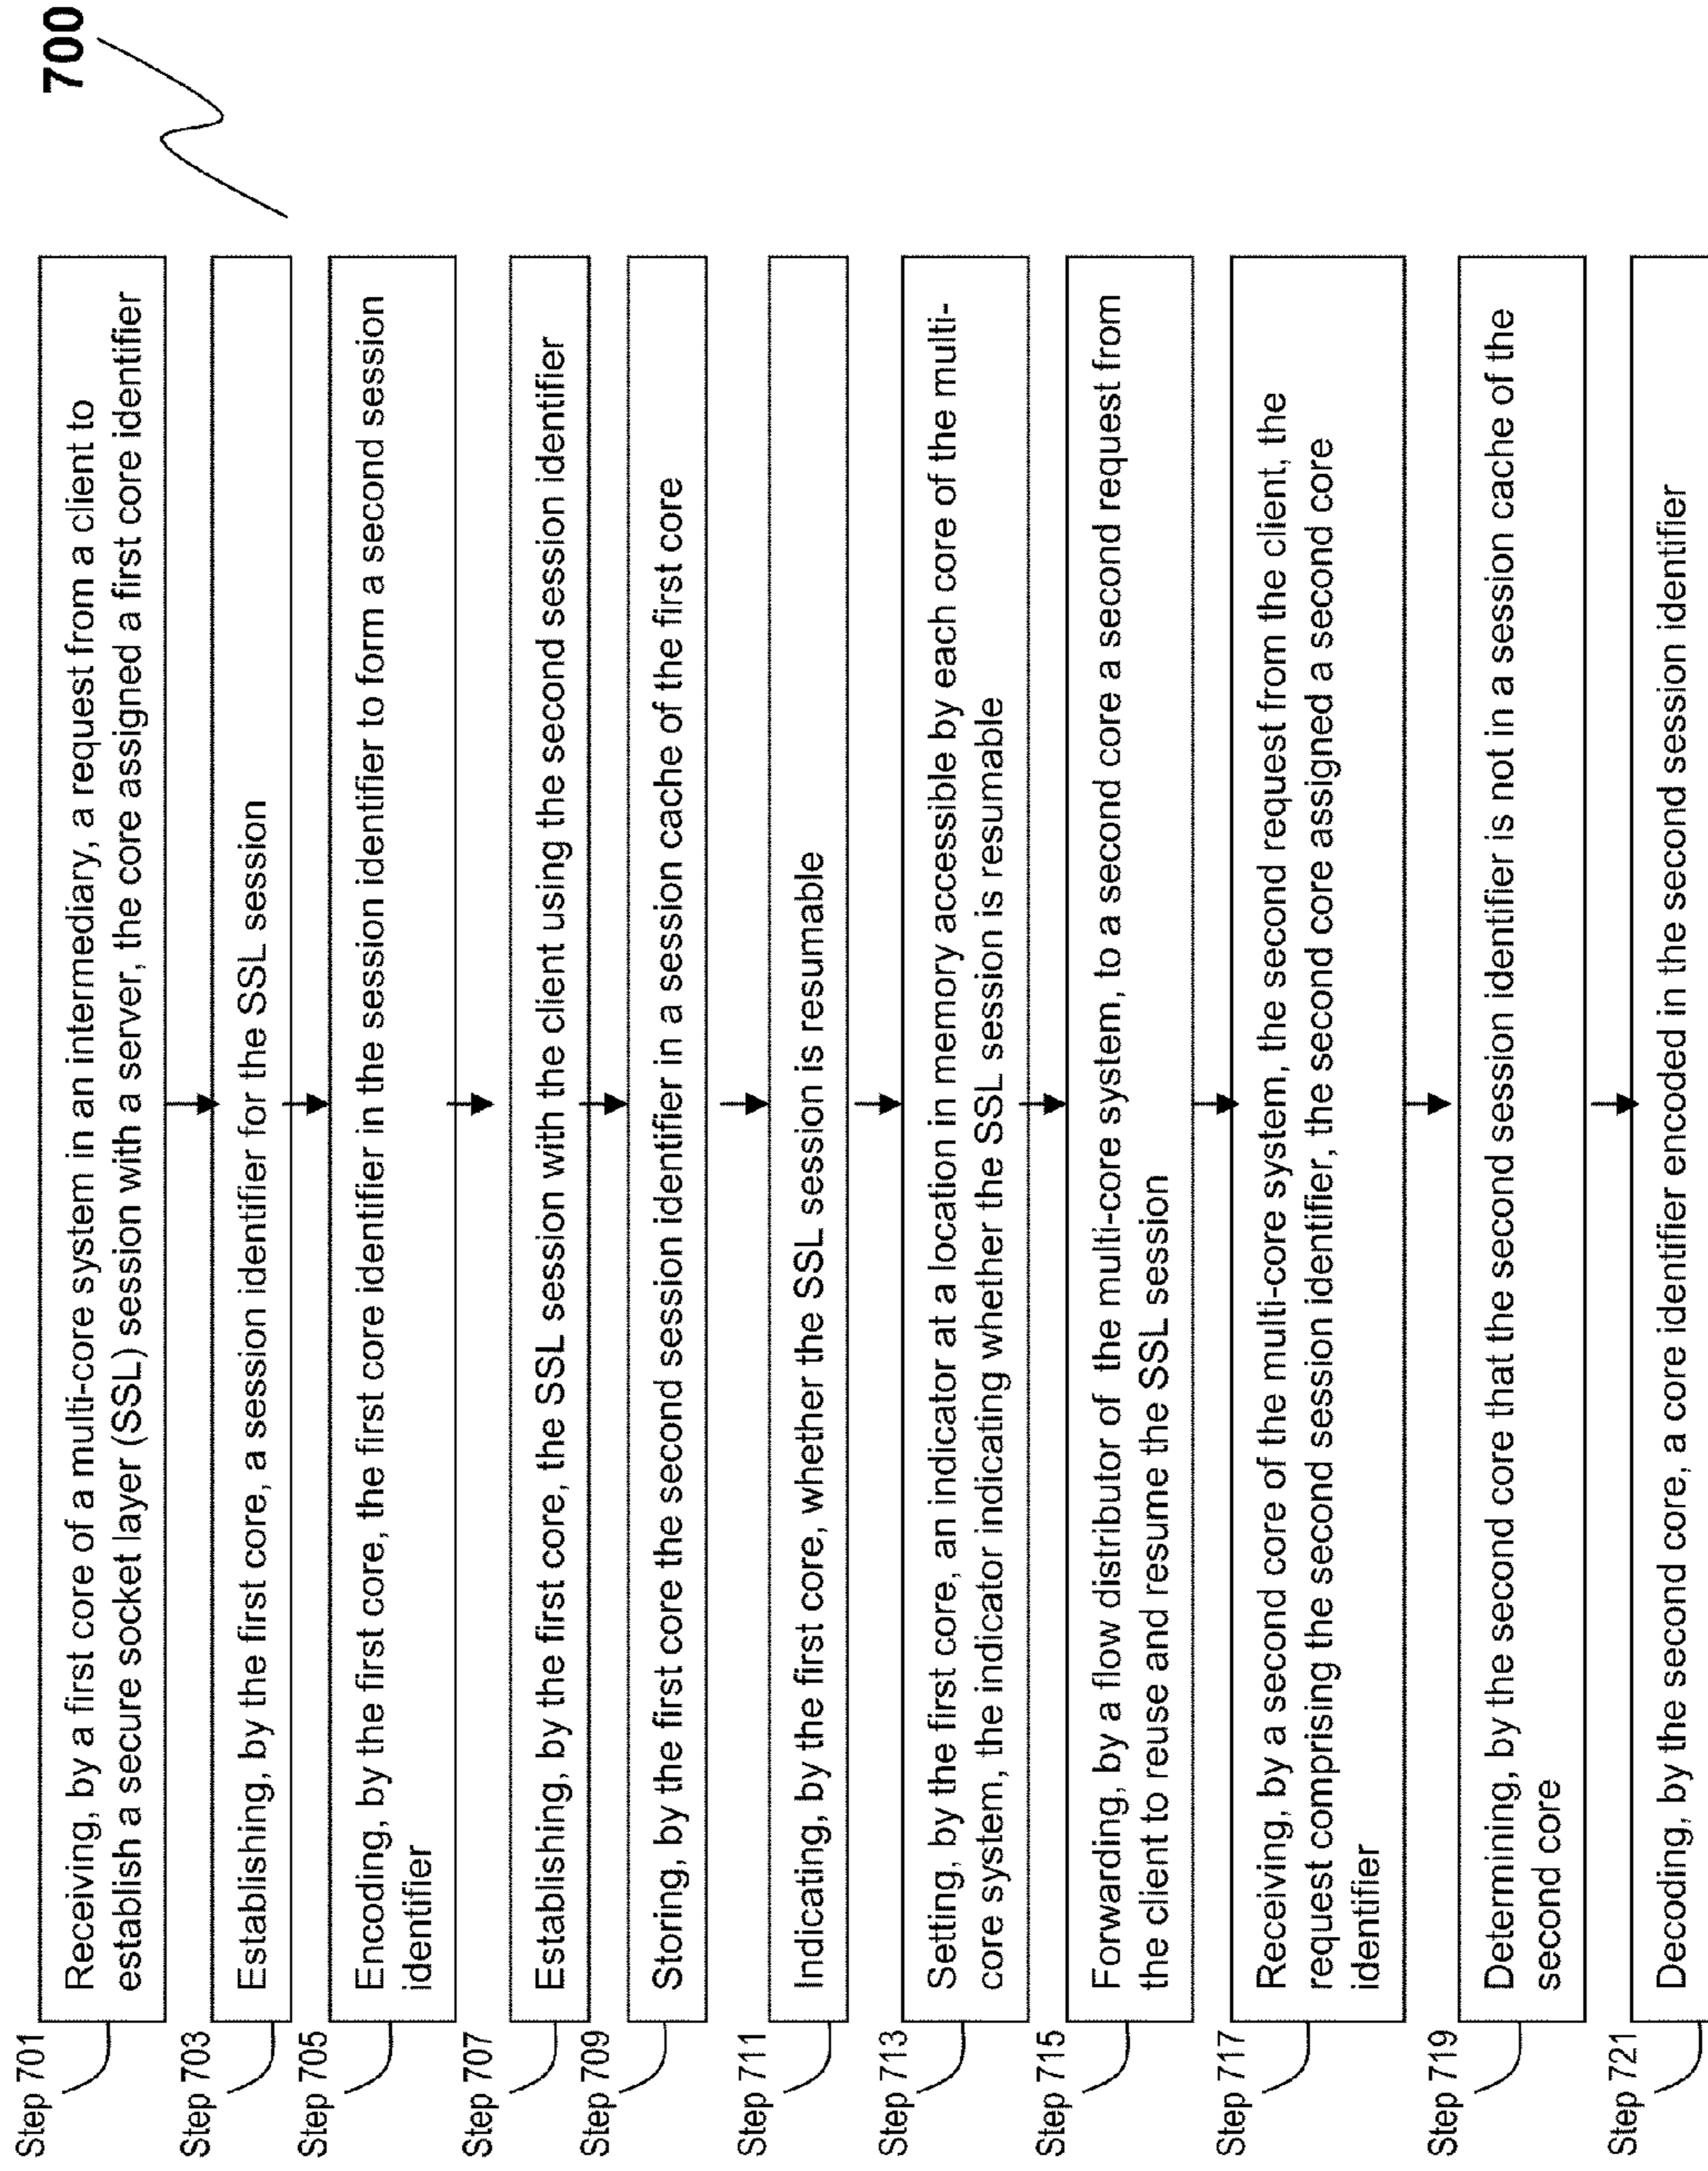 700
Step 701
Receiving, by a first core of a multi-core system in an intermediary, a request from a client to
establish a secure socket layer (SSL) session with a server, the core assigned a first core identifier
Step 703
Establishing, by the first core, a session identifier for the SSL session
Step 705
Encoding, by the first core, the first core identifier in the session identifier to form a second session
identifier
Step 707
Establishing, by the first core, the SSL session with the client using the second session identifier
Step 709
Storing, by the first core the second session identifier in a session cache of the first core
Step 711
Indicating, by the first core, whether the SSL session is resumable
Step 713
Setting, by the first core, an indicator at a location in memory accessible by each core of the multi-
core system, the indicator indicating whether the SSL session is resumable
Step 715
Forwarding, by a flow distributor of the multi-core system, to a second core a second request from
the client to reuse and resume the SSL session
Step 717
Receiving, by a second core of the multi-core system, the second request from the client, the
request comprising the second session identifier, the second core assigned a second core
identifier
Step 719
Determining, by the second core that the second session identifier is not in a session cache of the
second core
Step 721
Decoding, by the second core, a core identifier encoded in the second session identifier